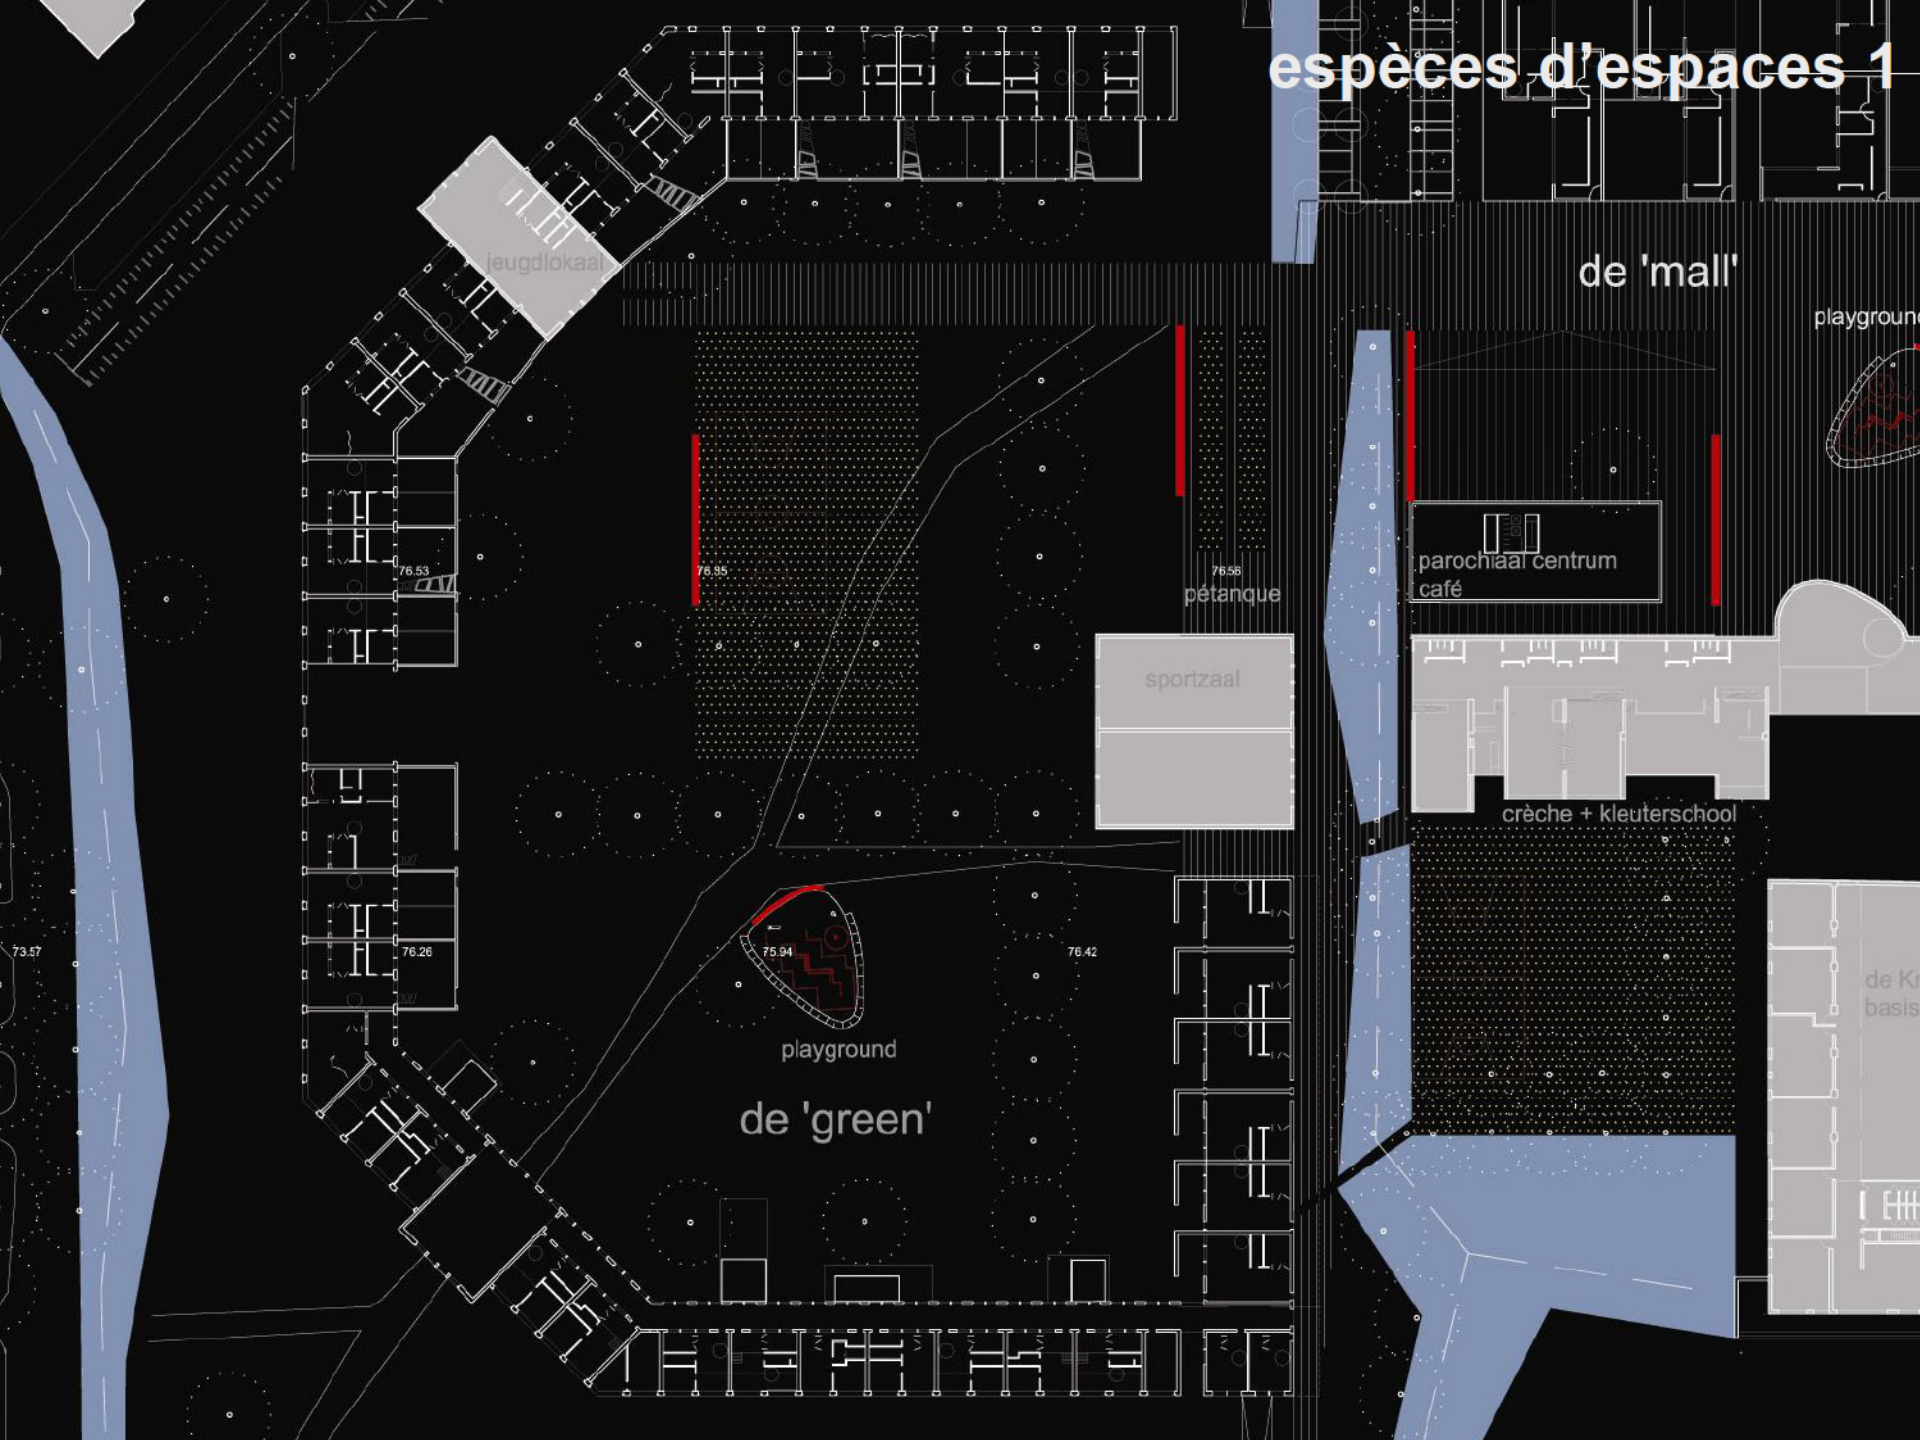 espèces d'espaces 1
jeugdlokaal
de 'mall'
playground
76.53
76.35
76.56
pétanque
parochiaal centrum
café
sportzaal
crèche + kleuterschool
73.57
76.26
75.94
76.42
de Kr
basis
playground
de 'green'